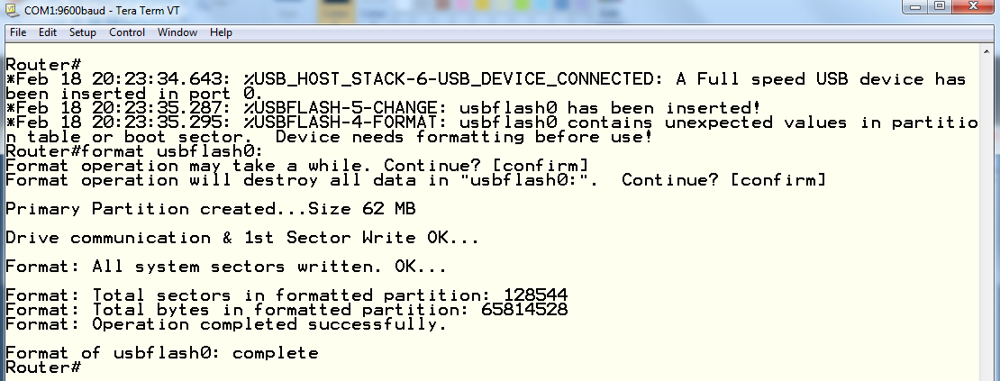 COM1:9600baud - Tera Term VT
File Edit Setup Control Window Help
Router#
*Feb 18 20:23:34.643: %USB_HOST_STACK-6-USB_DEVICE_CONNECTED: A Full speed USB device has
been inserted in port 0.
*Feb 18 20:23:35.287: %USBFLASH-5-CHANGE: usbflash0 has been inserted!
*Feb 18 20:23:35.295: %USBFLASH-4-FORMAT: usbflash0 contains unexpected values in partitio
n table or boot sector.  Device needs formatting before use!
Router#format usbflash0:
Format operation may take a while. Continue? [confirm]
Format operation will destroy all data in "usbflash0:".  Continue? [confirm]
Primary Partition created...Size 62 MB
Drive communication & 1st Sector Write OK...
Format: All system sectors written. OK...
Format: Total sectors in formatted partition: 128544
Format: Total bytes in formatted partition: 65814528
Format: Operation completed successfully.
Format of usbflash0: complete
Router#